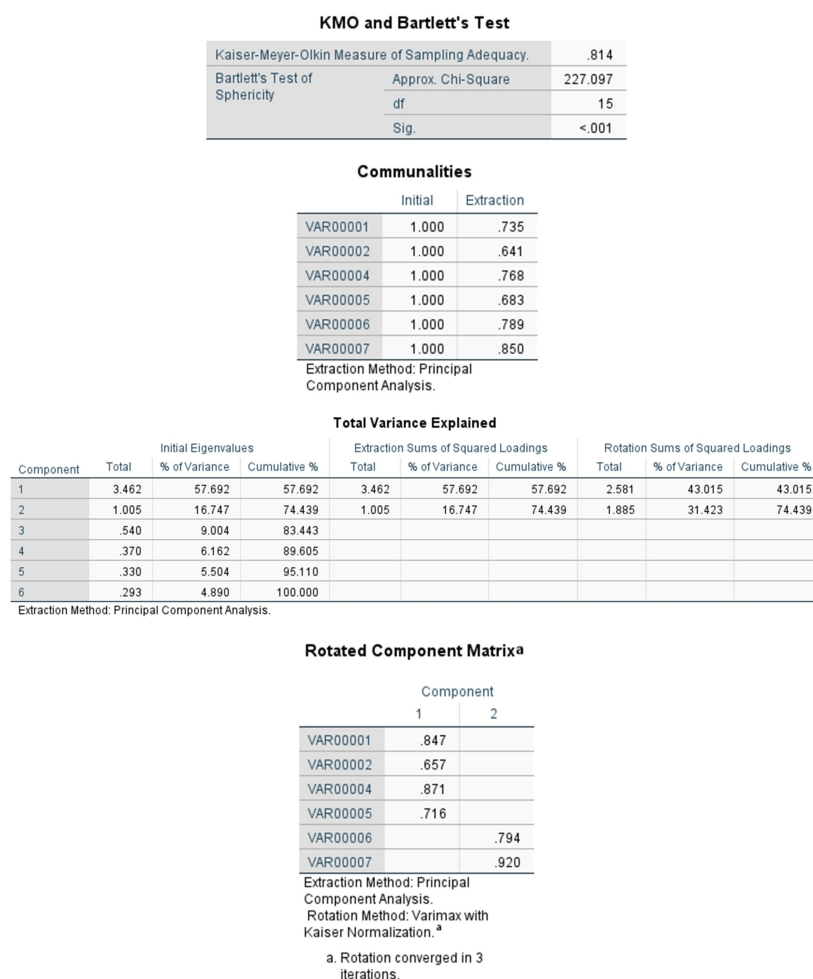 KMO and Bartlett's Test
Kaiser-Meyer-Olkin Measure of Sampling Adequacy. .814
Bartlett's Test of Sphericity Approx. Chi-Square 227.097
df 15
Sig. <.001
Communalities
Initial Extraction
VAR00001 1.000 .735
VAR00002 1.000 .641
VAR00004 1.000 .768
VAR00005 1.000 .683
VAR00006 1.000 .789
VAR00007 1.000 .850
Extraction Method: Principal
Component Analysis.
Total Variance Explained
Initial Eigenvalues Extraction Sums of Squared Loadings Rotation Sums of Squared Loadings
Component Total % of Variance Cumulative % Total % of Variance Cumulative % Total % of Variance Cumulative %
1 3.462 57.692 57.692 3.462 57.692 57.692 2.581 43.015 43.015
2 1.005 16.747 74.439 1.005 16.747 74.439 1.885 31.423 74.439
3 .540 9.004 83.443
4 .370 6.162 89.605
5 .330 5.504 95.110
6 .293 4.890 100.000
Extraction Method: Principal Component Analysis.
Rotated Component Matrixa
Component
1 2
VAR00001 .847
VAR00002 .657
VAR00004 .871
VAR00005 .716
VAR00006 .794
VAR00007 .920
Extraction Method: Principal
Component Analysis.
Rotation Method: Varimax with
Kaiser Normalization.a
a. Rotation converged in 3
iterations.